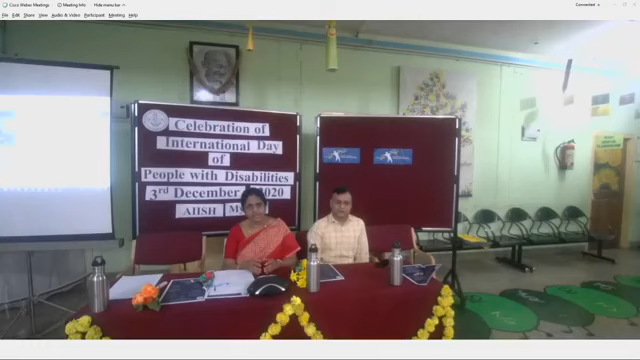 Cisco Webex Meetings
Meeting Info
Hide menu bar
Connected
File Edit Share View Audio & Video Participant Meeting Help
Celebration of
International Day
of
People with Disabilities
3rd December 2020
AIISH